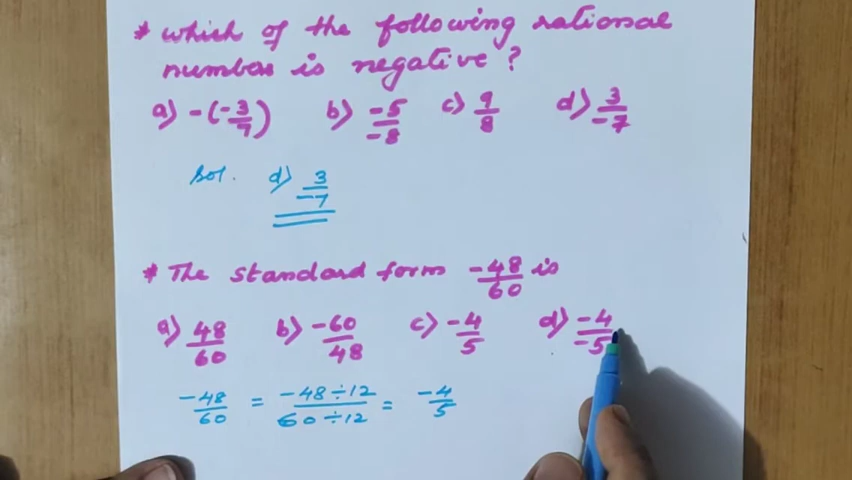 * which of the following rational
number is negative ?
a) -(-3/7) b) -5/-8 c) 9/8 d) 3/-7
Sol. d) 3/-7
* The standard form -48/60 is
a) 48/60 b) -60/48 c) -4/5 d) -4/-5
-48/60 = -48÷12/60÷12 = -4/5